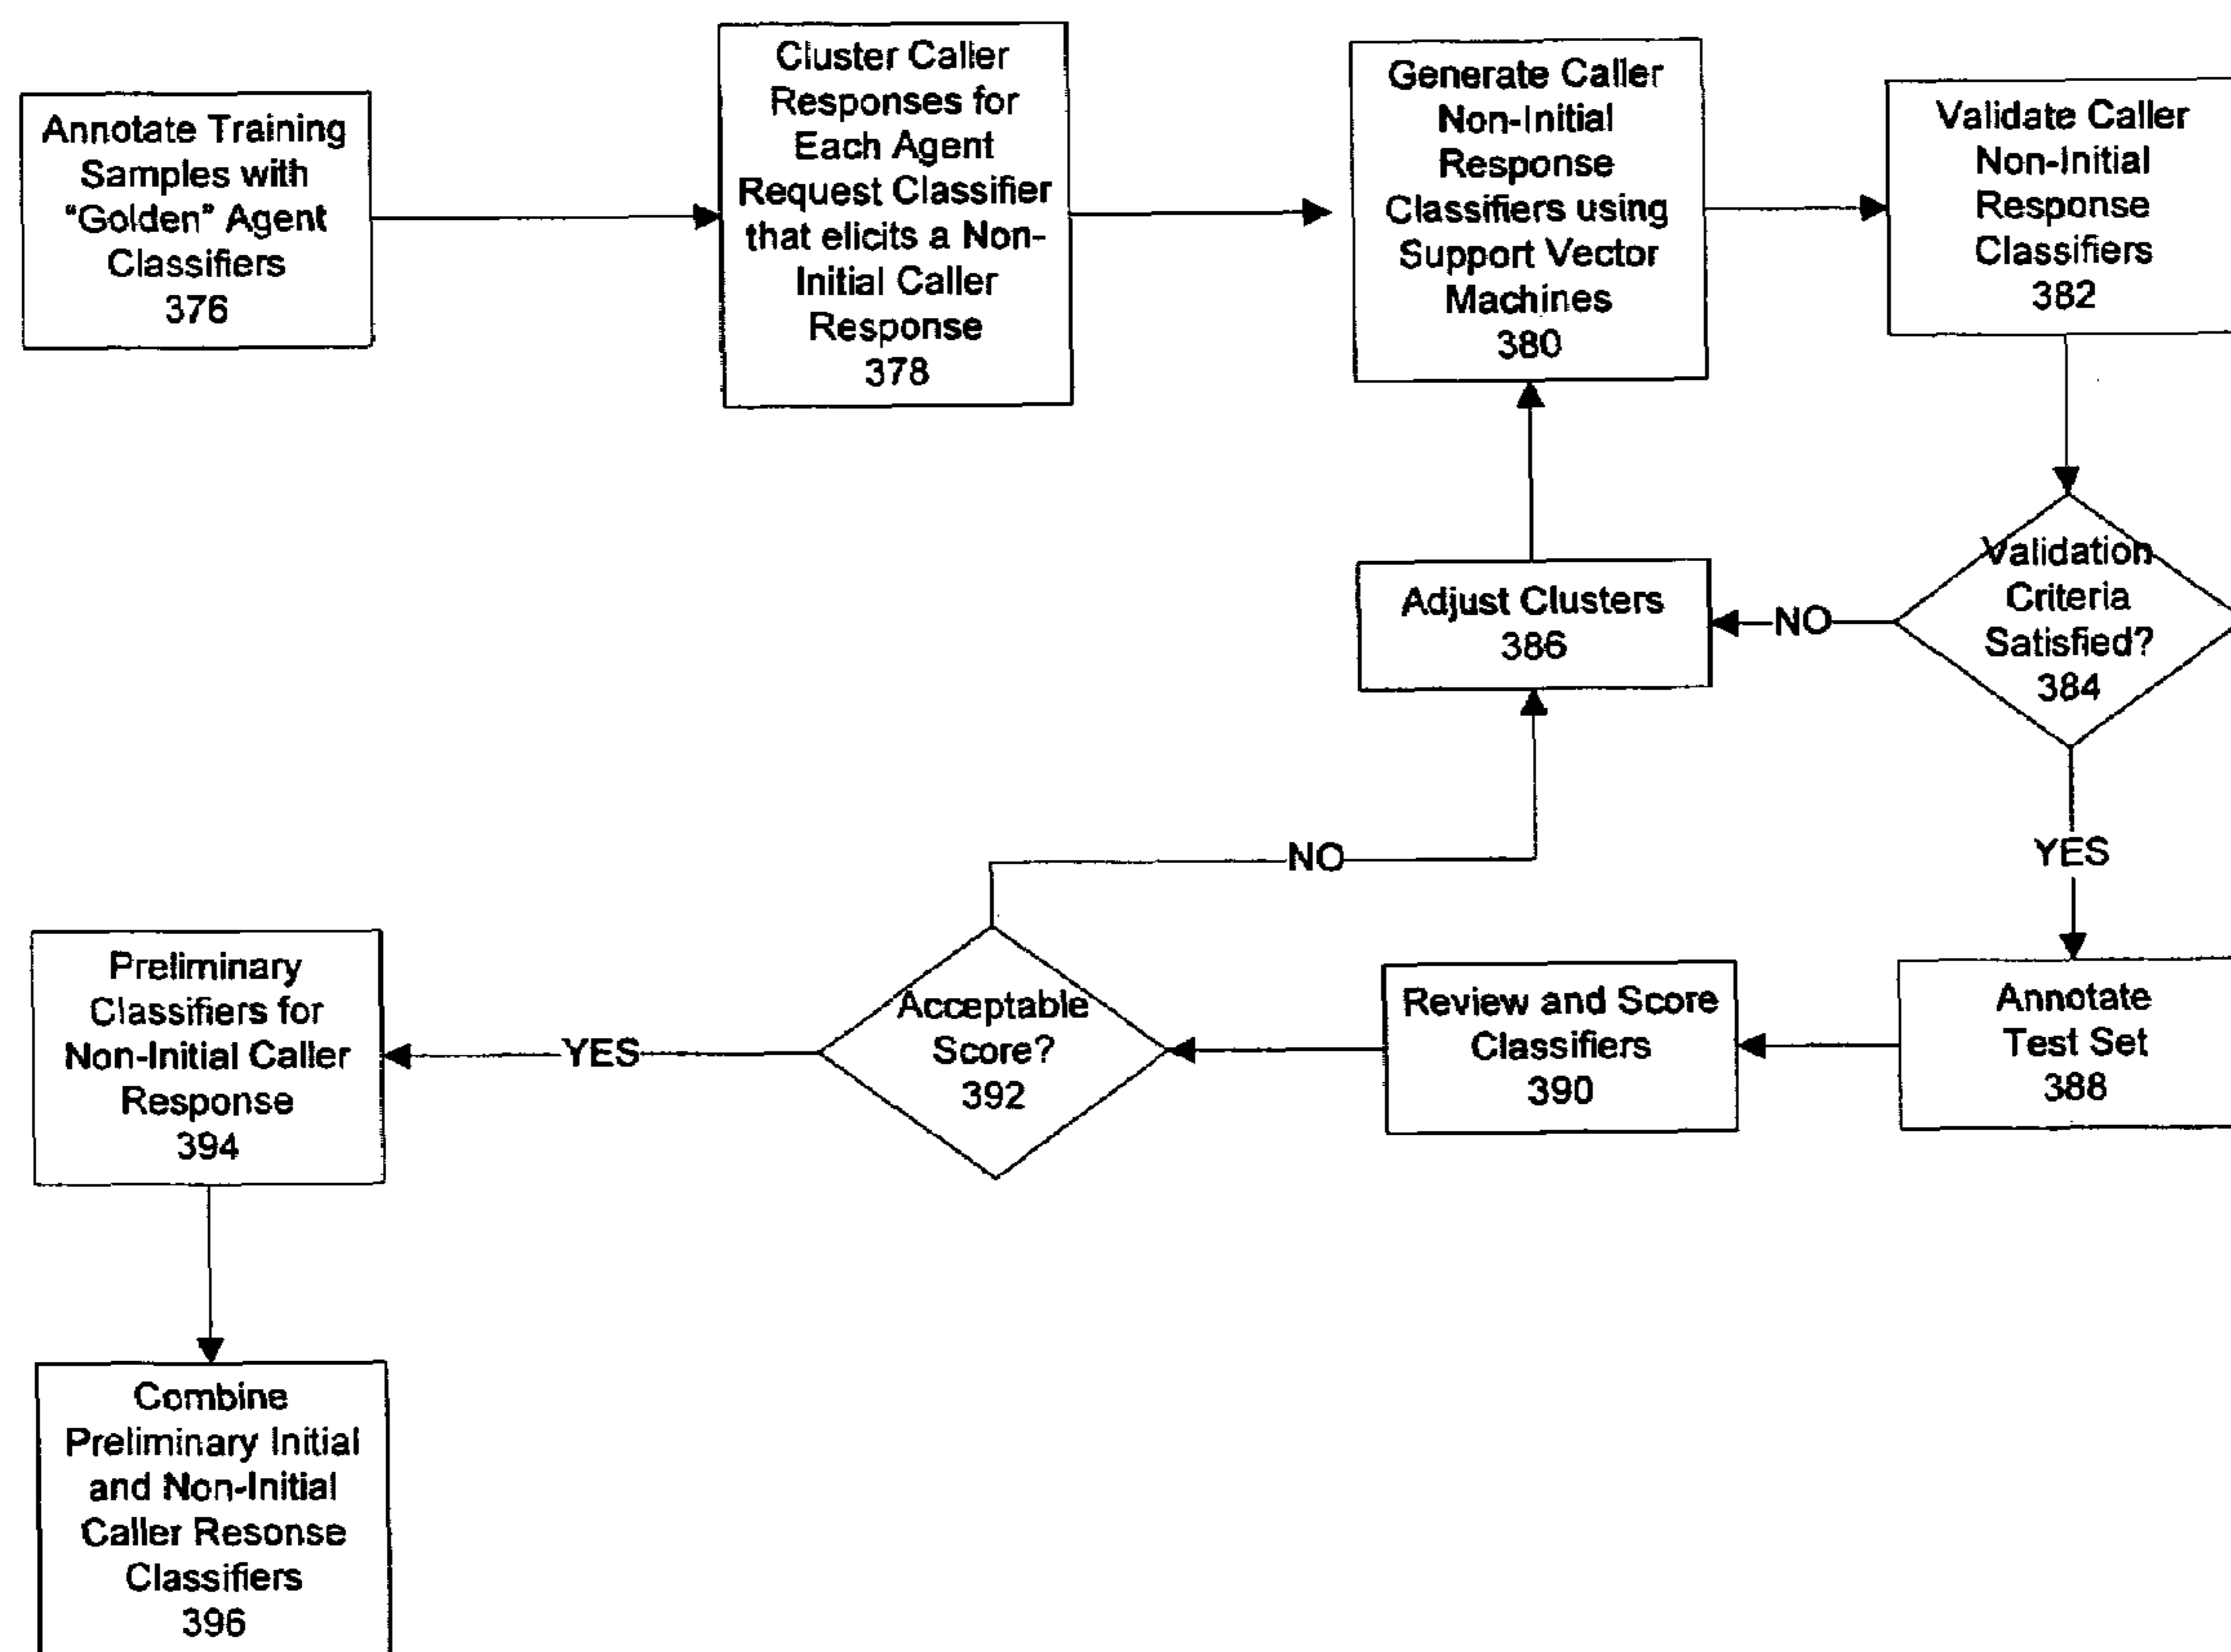 Annotate Training
Samples with
"Golden" Agent
Classifiers
376
Cluster Caller
Responses for
Each Agent
Request Classifier
that elicits a Non-
Initial Caller
Response
378
Generate Caller
Non-Initial
Response
Classifiers using
Support Vector
Machines
380
Validate Caller
Non-Initial
Response
Classifiers
382
Validation
Criteria
Satisfied?
384
NO
Adjust Clusters
386
YES
Annotate
Test Set
388
Review and Score
Classifiers
390
Acceptable
Score?
392
NO
YES
Preliminary
Classifiers for
Non-Initial Caller
Response
394
Combine
Preliminary Initial
and Non-Initial
Caller Resonse
Classifiers
396